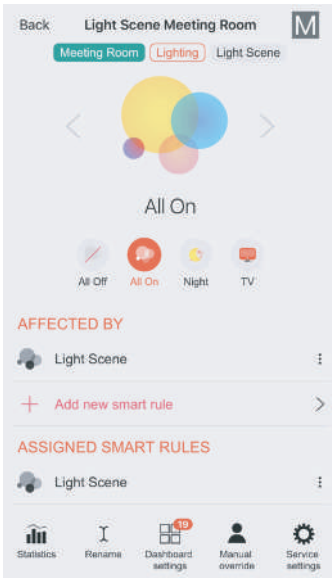 Back Light Scene Meeting Room M
Meeting Room Lighting Light Scene
All On
All Off All On Night TV
AFFECTED BY
Light Scene
Add new smart rule
ASSIGNED SMART RULES
Light Scene
19
Statistics Rename Dashboard settings Manual override Service settings